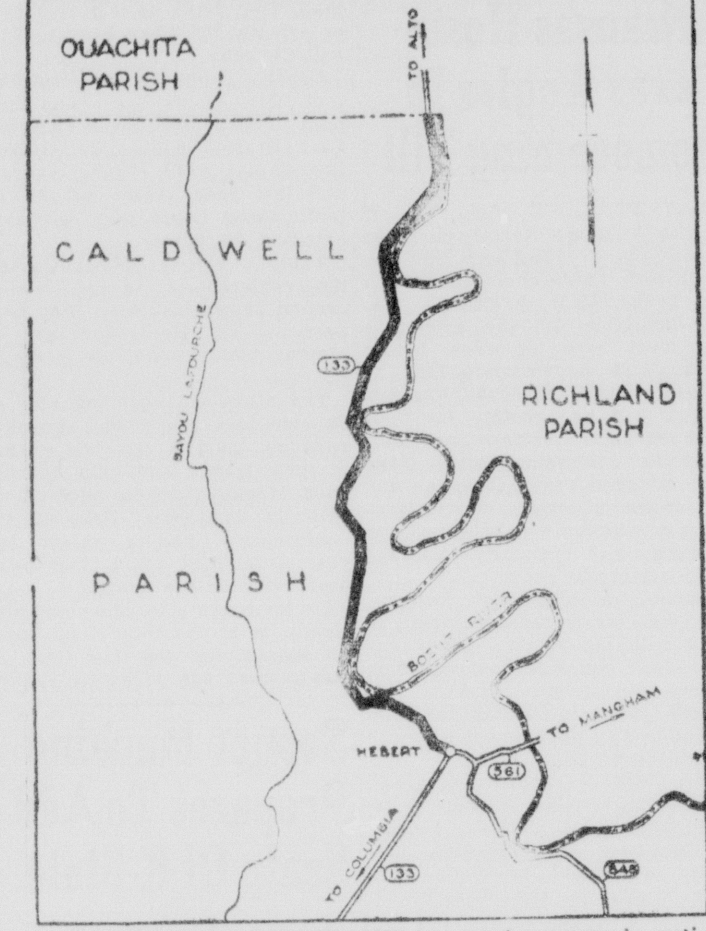 OUACHITA
PARISH
TO ALTO
CALDWELL
BAYOU LAFOURCHE
133
RICHLAND
PARISH
PARISH
BOEUF RIVER
TO MANGHAM
HEBERT
561
TO COLUMBIA
133
848